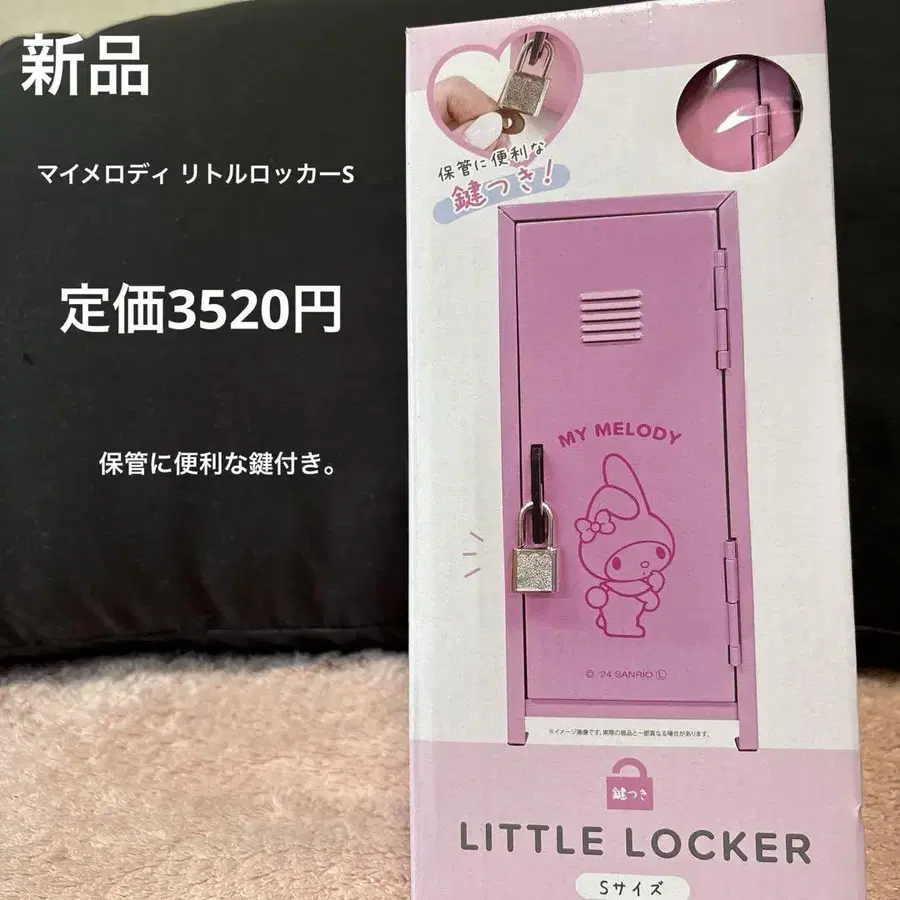 新品
マイメロディ リトルロッカーS
定価3520円
保管に便利な鍵付き。
保管に便利な
鍵つき!
MY MELODY
© '24 SANRIO Ⓛ
※イメージ画像です。実際の商品と一部異なる場合があります。
鍵つき
LITTLE LOCKER
Sサイズ